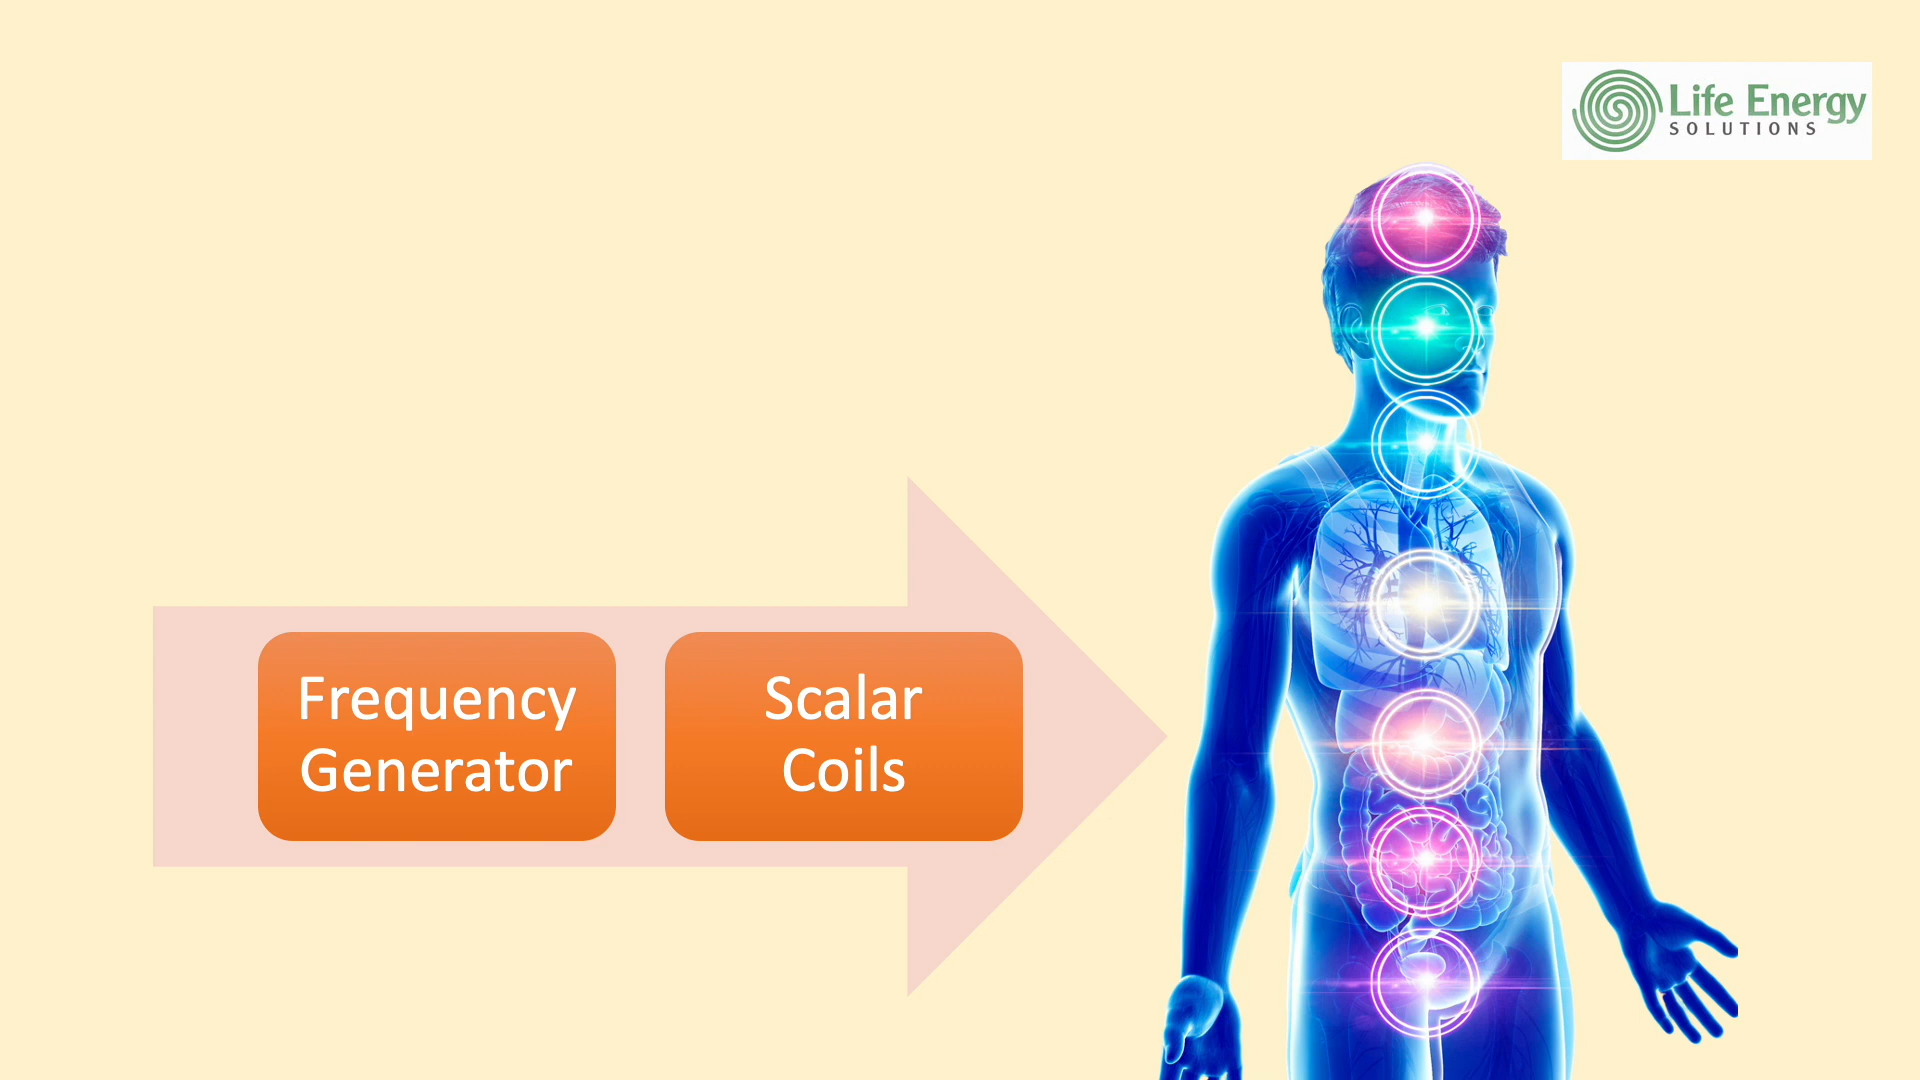 Life Energy
SOLUTIONS
Frequency
Generator
Scalar
Coils